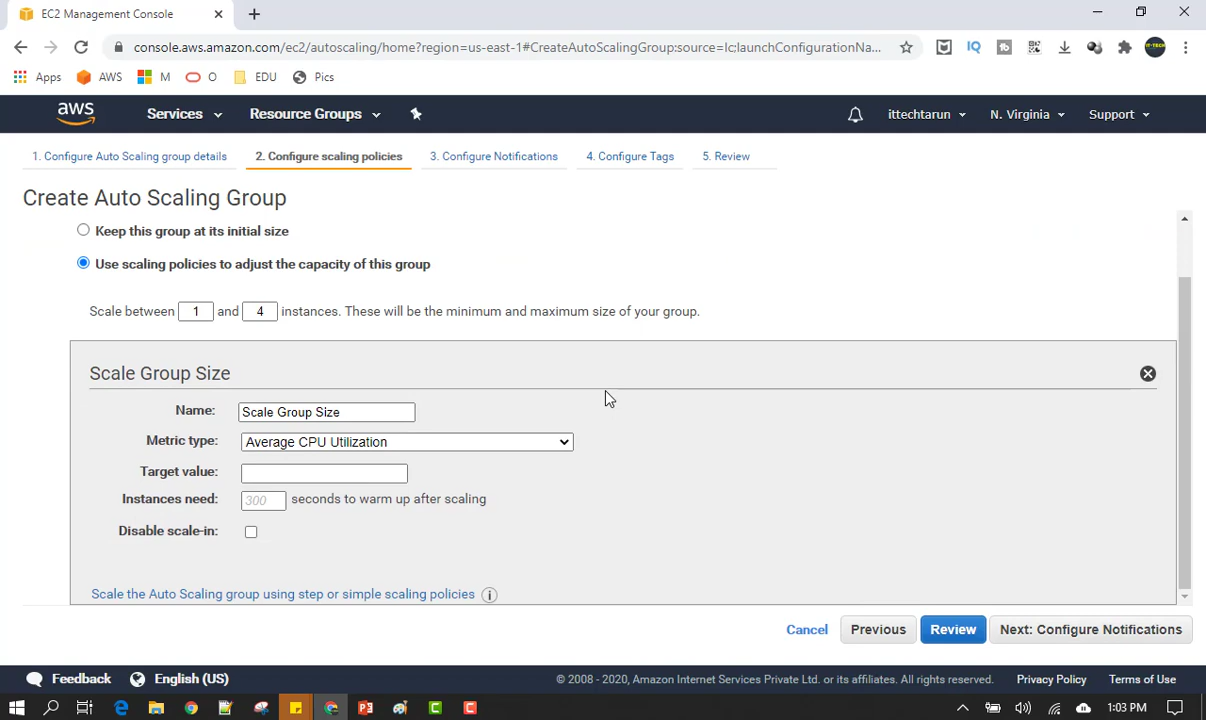 EC2 Management Console
console.aws.amazon.com/ec2/autoscaling/home?region=us-east-1#CreateAutoScalingGroup:source=lc;launchConfigurationNa...
Apps AWS M O EDU Pics
aws Services Resource Groups ittechtarun N. Virginia Support
1. Configure Auto Scaling group details 2. Configure scaling policies 3. Configure Notifications 4. Configure Tags 5. Review
Create Auto Scaling Group
Keep this group at its initial size
Use scaling policies to adjust the capacity of this group
Scale between 1 and 4 instances. These will be the minimum and maximum size of your group.
Scale Group Size
Name: Scale Group Size
Metric type: Average CPU Utilization
Target value:
Instances need: 300 seconds to warm up after scaling
Disable scale-in:
Scale the Auto Scaling group using step or simple scaling policies
Cancel Previous Review Next: Configure Notifications
Feedback English (US) © 2008 - 2020, Amazon Internet Services Private Ltd. or its affiliates. All rights reserved. Privacy Policy Terms of Use
1:03 PM